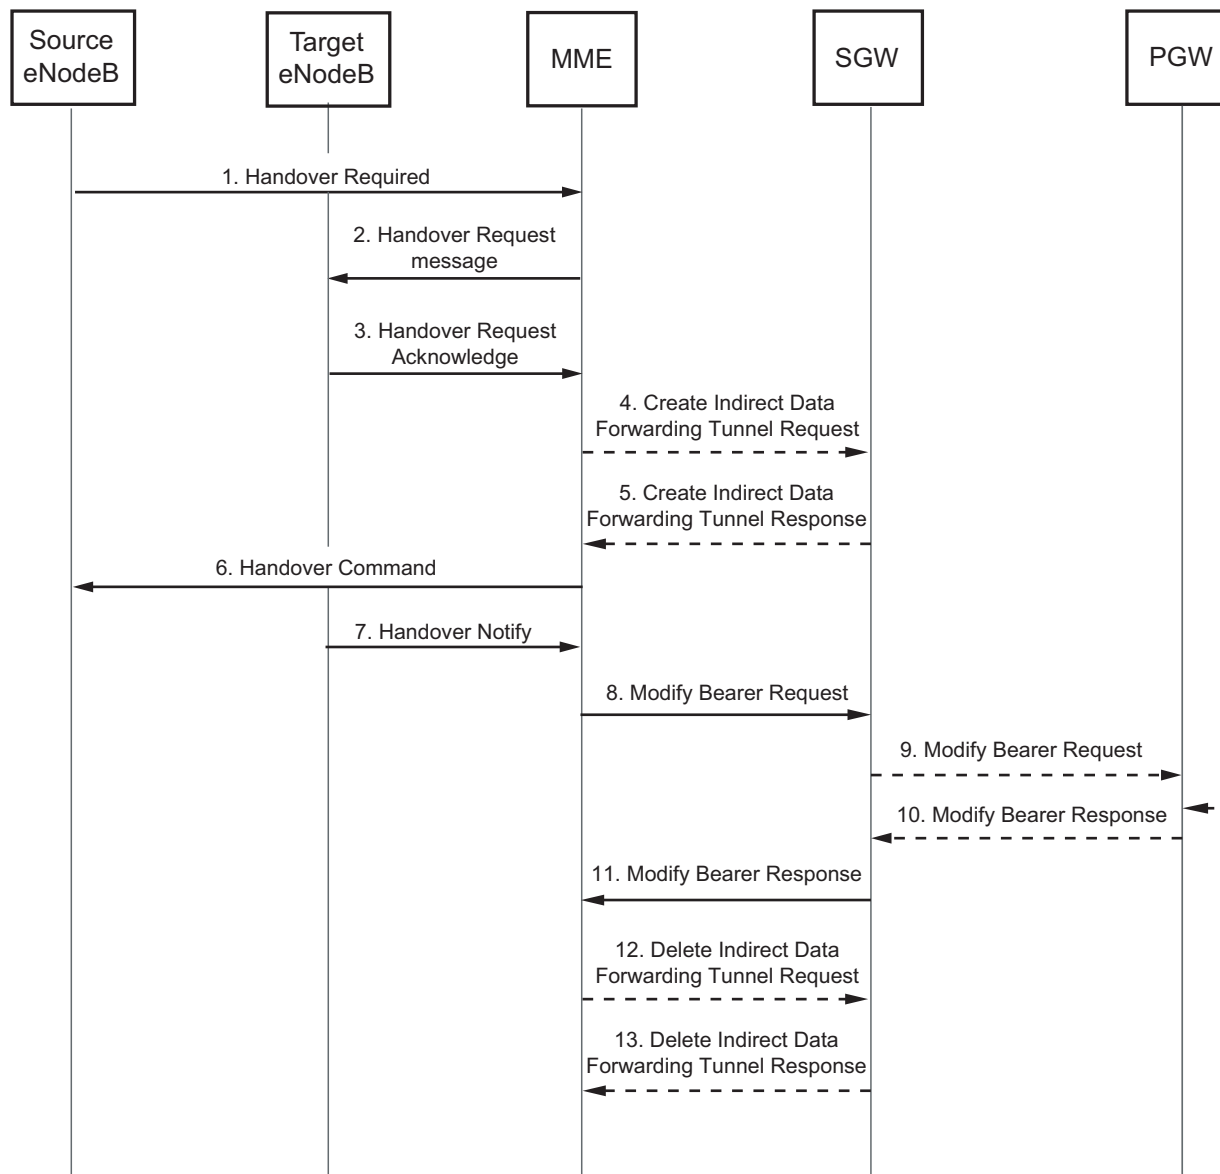 Source
eNodeB
Target
eNodeB
MME
SGW
PGW
1. Handover Required
2. Handover Request
message
3. Handover Request
Acknowledge
4. Create Indirect Data
Forwarding Tunnel Request
5. Create Indirect Data
Forwarding Tunnel Response
6. Handover Command
7. Handover Notify
8. Modify Bearer Request
9. Modify Bearer Request
10. Modify Bearer Response
11. Modify Bearer Response
12. Delete Indirect Data
Forwarding Tunnel Request
13. Delete Indirect Data
Forwarding Tunnel Response